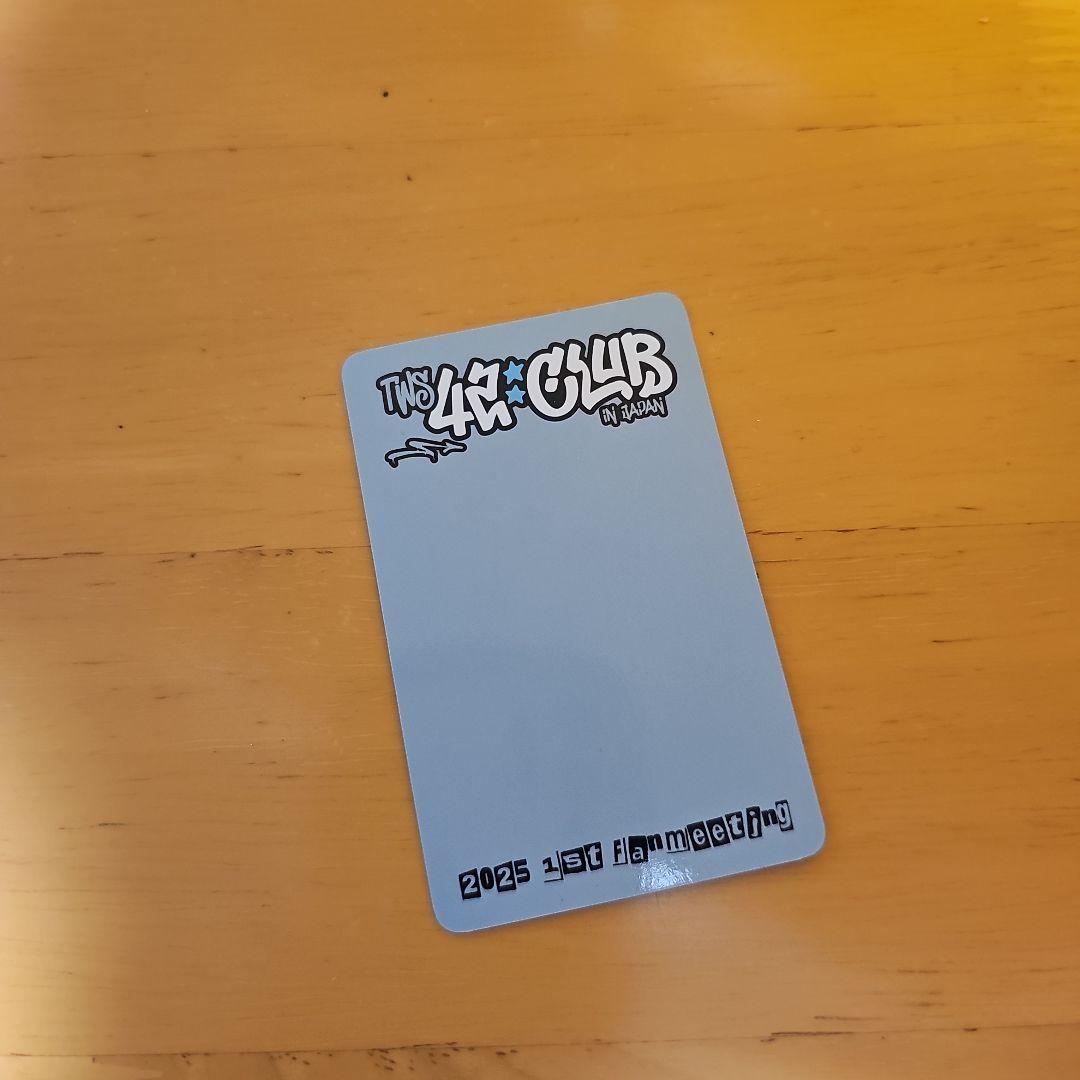 TWS 42:CLUB
IN JAPAN
2025 1st fanmeeting